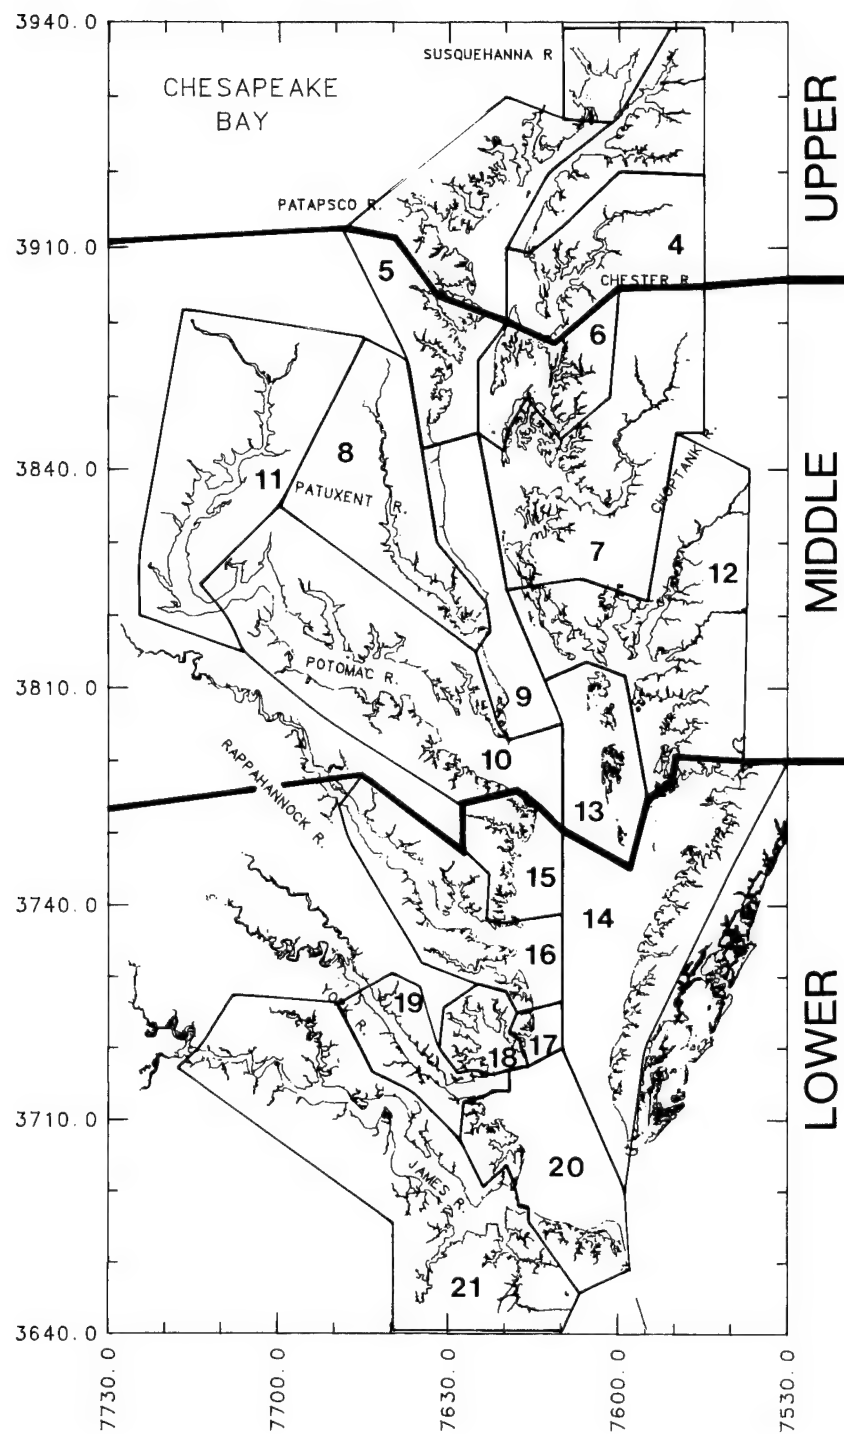 3940.0
SUSQUEHANNA R
CHESAPEAKE
BAY
UPPER
PATAPSCO R.
3910.0
5
4
CHESTER R.
6
8
3840.0
11
PATUXENT R.
CHOPTANK R.
MIDDLE
7
12
POTOMAC R.
3810.0
9
10
RAPPAHANNOCK R.
13
15
3740.0
14
16
YORK R.
19
17
18
LOWER
3710.0
20
JAMES R.
21
3640.0
7730.0
7700.0
7630.0
7600.0
7530.0